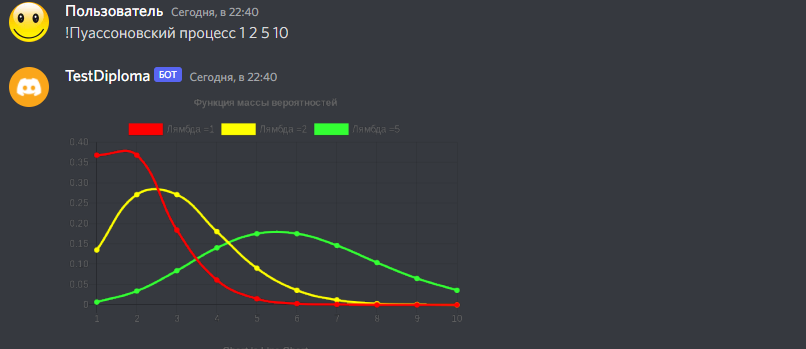 Пользователь Сегодня, в 22:40
!Пуассоновский процесс 1 2 5 10
TestDiploma БОТ Сегодня, в 22:40
Функция массы вероятностей
Лямбда =1 Лямбда =2 Лямбда =5
0.40
0.35
0.30
0.25
0.20
0.15
0.10
0.05
0
1 2 3 4 5 6 7 8 9 10